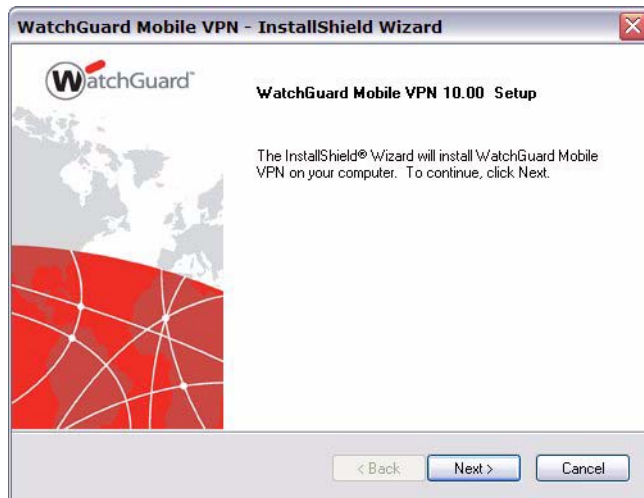 WatchGuard Mobile VPN - InstallShield Wizard
WatchGuard™
WatchGuard Mobile VPN 10.00 Setup
The InstallShield® Wizard will install WatchGuard Mobile
VPN on your computer. To continue, click Next.
< Back
Next >
Cancel